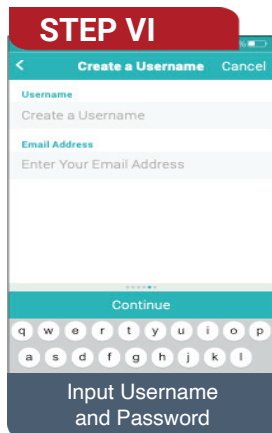 STEP VI
%
< Create a Username Cancel
Username
Create a Username
Email Address
Enter Your Email Address
Continue
q w e r t y u i o p
a s d f g h j k l
Input Username
and Password